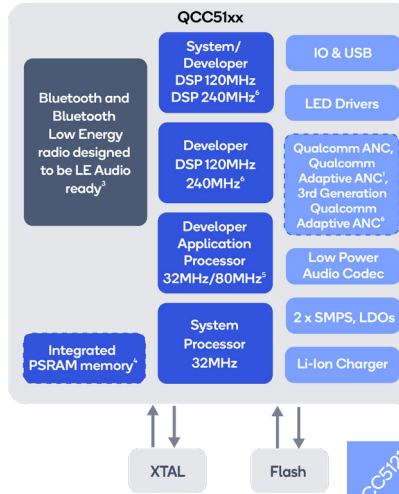 QCC51xx
Bluetooth and
Bluetooth
Low Energy
radio designed
to be LE Audio
ready³
Integrated
PSRAM memory⁴
System/
Developer
DSP 120MHz
DSP 240MHz⁶
Developer
DSP 120MHz
240MHz⁶
Developer
Application
Processor
32MHz/80MHz⁵
System
Processor
32MHz
IO & USB
LED Drivers
Qualcomm ANC,
Qualcomm
Adaptive ANC¹,
3rd Generation
Qualcomm
Adaptive ANC⁶
Low Power
Audio Codec
2 x SMPS, LDOs
Li-Ion Charger
XTAL
Flash